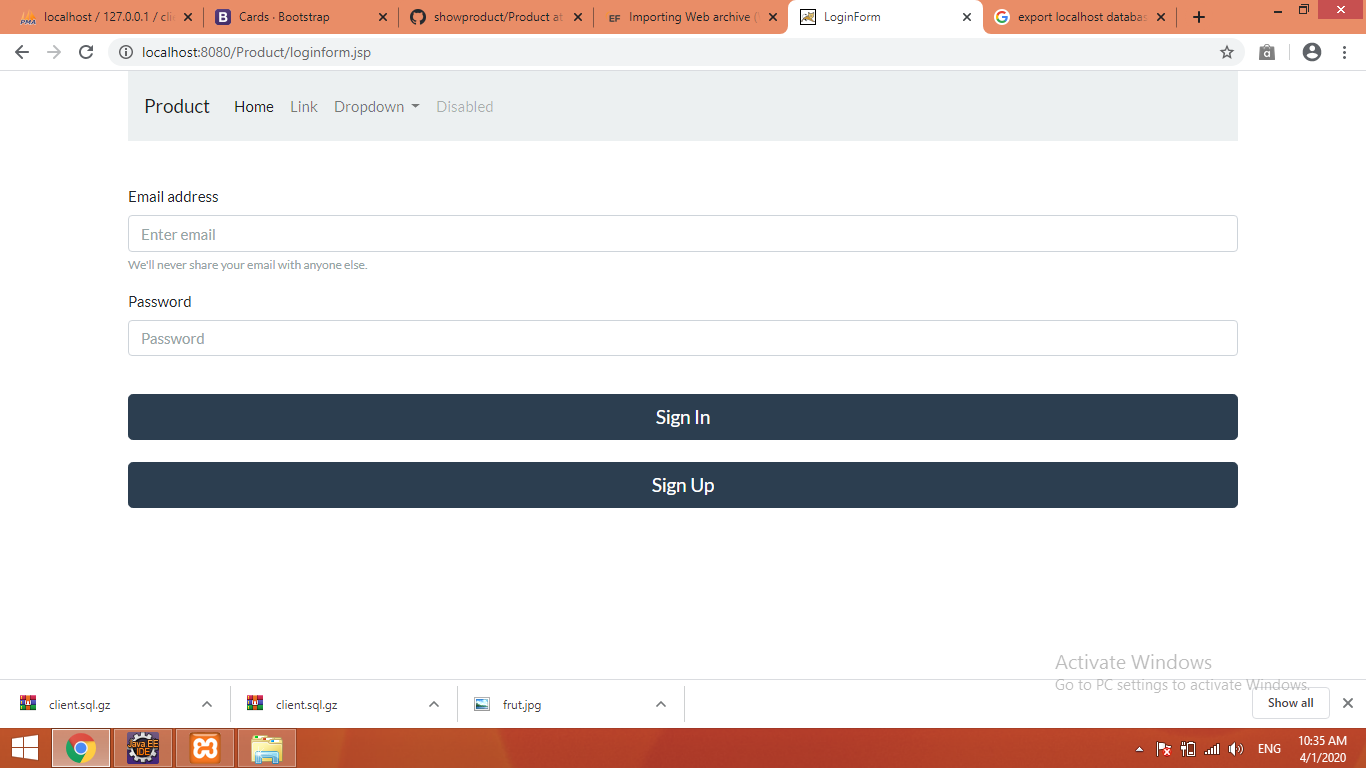 localhost / 127.0.0.1 / cli
Cards · Bootstrap
showproduct/Product at
EF Importing Web archive (
LoginForm
export localhost databas
localhost:8080/Product/loginform.jsp
Product Home Link Dropdown Disabled
Email address
Enter email
We'll never share your email with anyone else.
Password
Password
Sign In
Sign Up
Activate Windows
Go to PC settings to activate Windows.
client.sql.gz
client.sql.gz
frut.jpg
Show all
Java EE
IDE
ENG
10:35 AM
4/1/2020